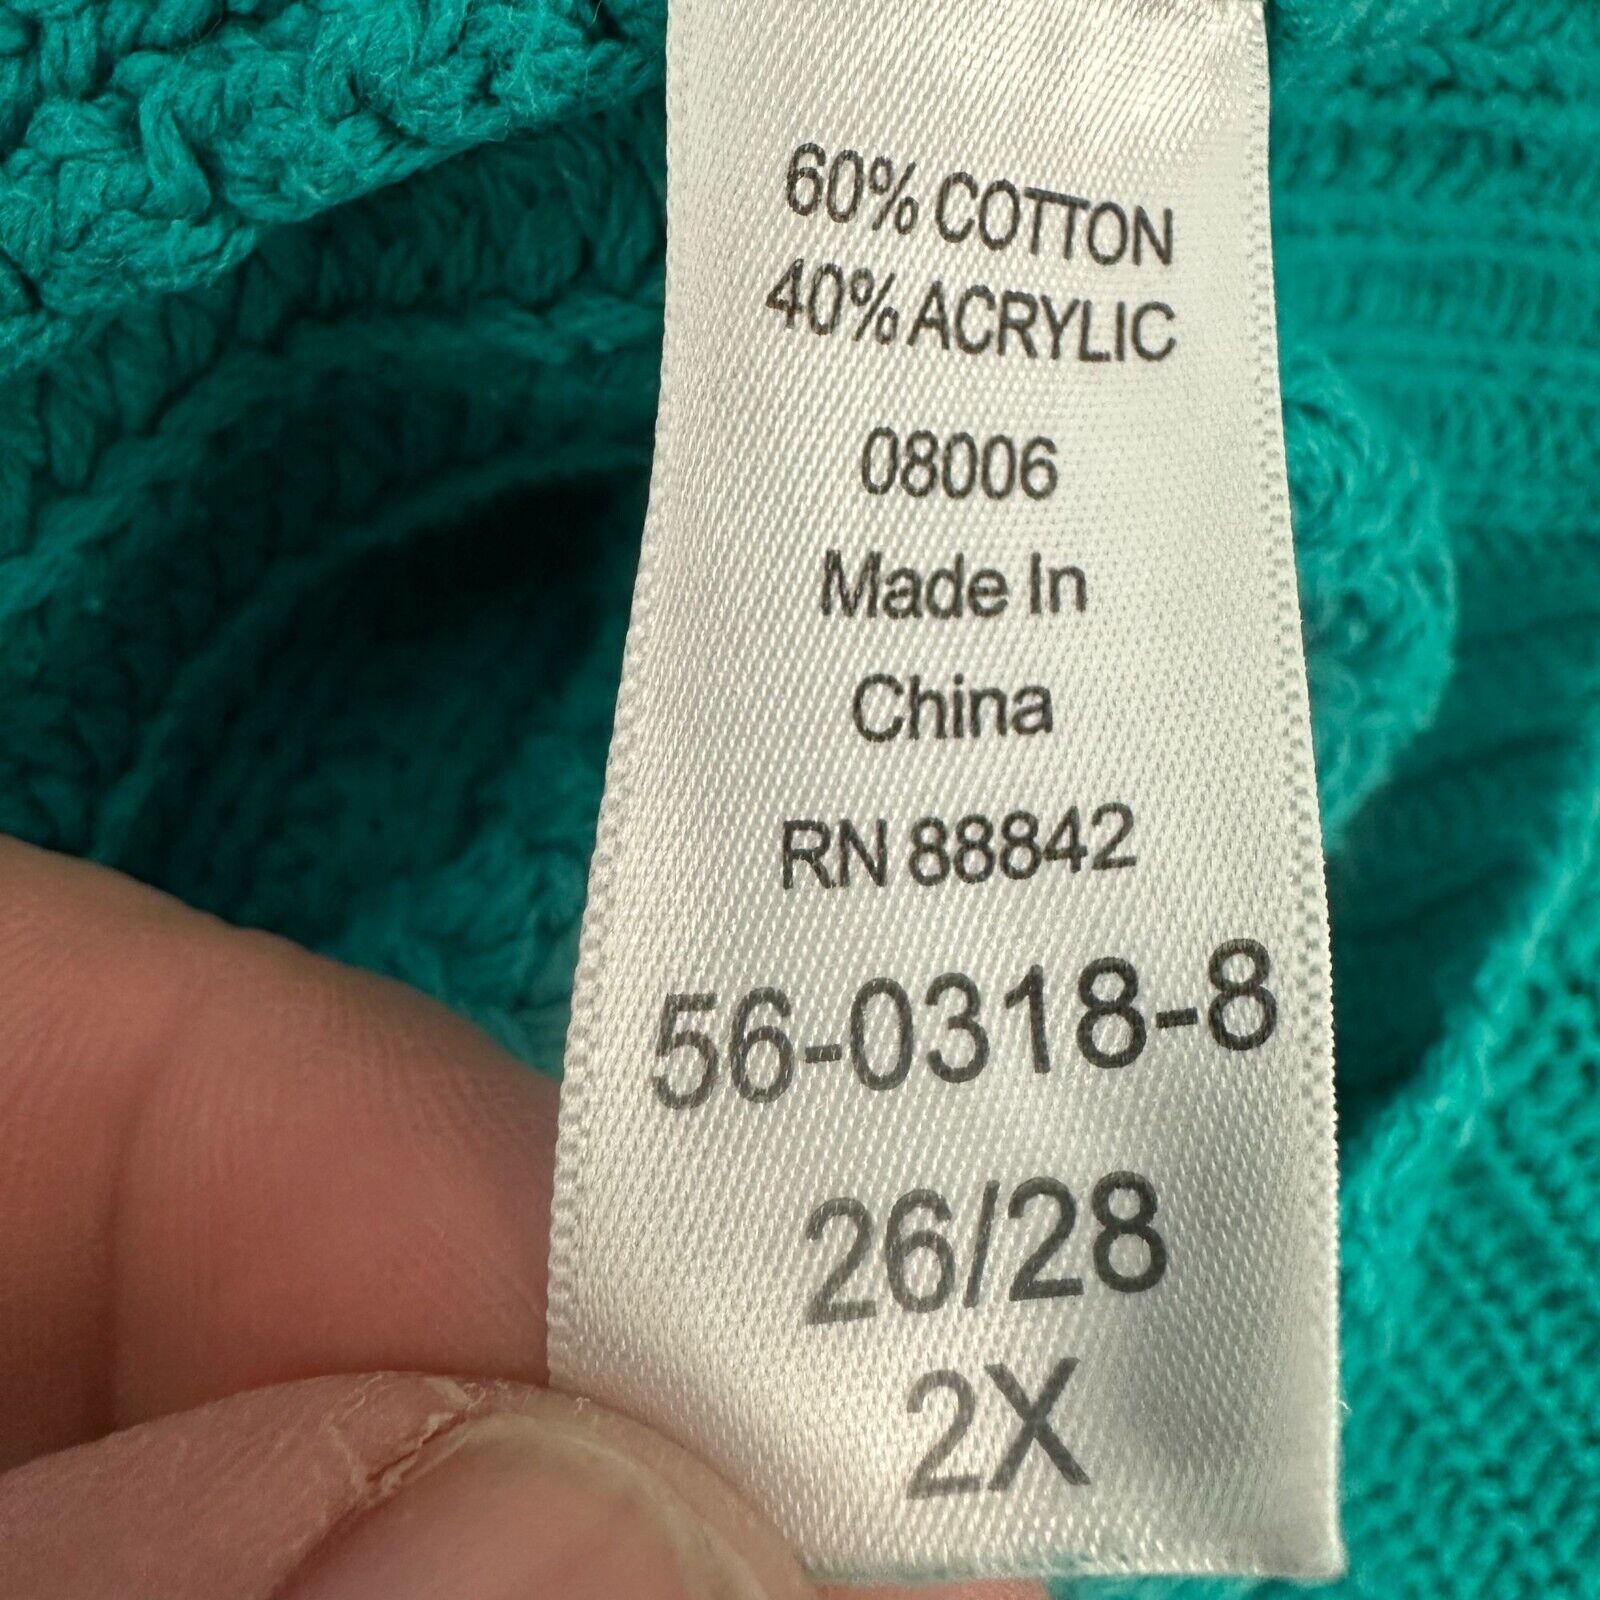 60% COTTON
40% ACRYLIC
08006
Made In
China
RN 88842
56-0318-8
26/28
2X